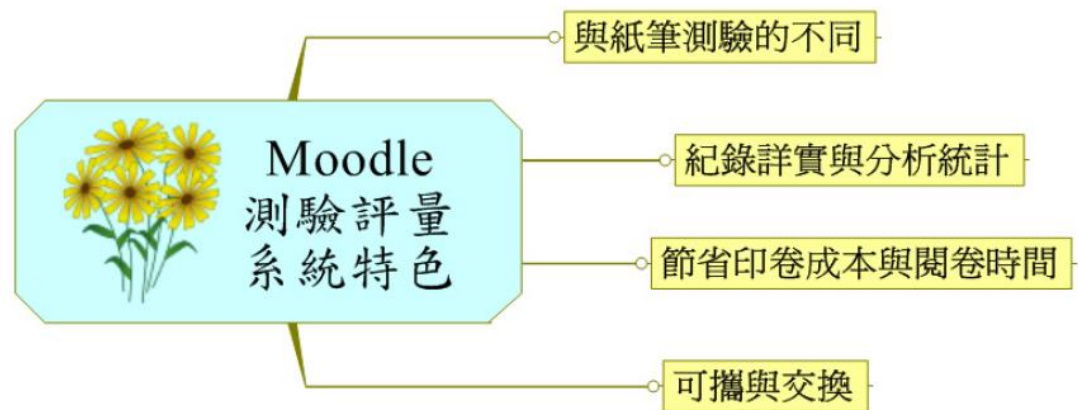 Moodle
測驗評量
系統特色
與紙筆測驗的不同
紀錄詳實與分析統計
節省印卷成本與閱卷時間
可攜與交換